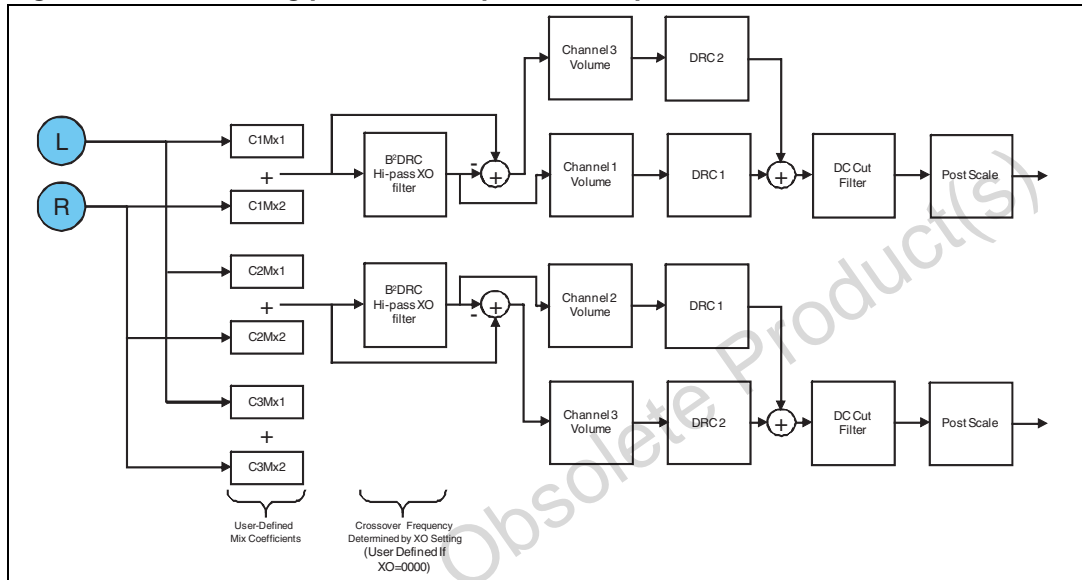 L
R
C1Mx1
+
C1Mx2
C2Mx1
+
C2Mx2
C3Mx1
+
C3Mx2
B²DRC
Hi-pass XO
filter
-
+
Channel 3
Volume
DRC 2
Channel 1
Volume
DRC 1
+
DC Cut
Filter
Post Scale
B²DRC
Hi-pass XO
filter
-
+
Channel 2
Volume
DRC 1
Channel 3
Volume
DRC 2
+
DC Cut
Filter
Post Scale
User-Defined
Mix Coefficients
Crossover Frequency
Determined by XO Setting
(User Defined If
XO=0000)
Obsolete Product(s)